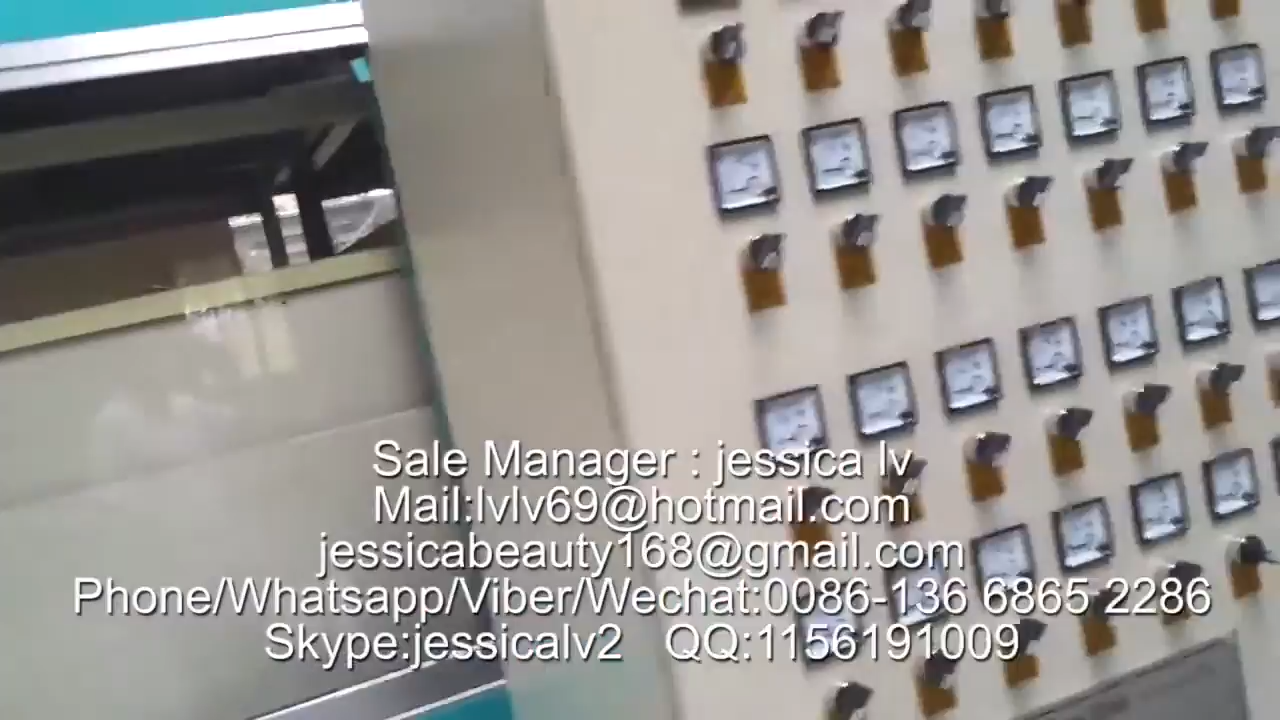 Sale Manager : jessica lv
Mail:lvlv69@hotmail.com
jessicabeauty168@gmail.com
Phone/Whatsapp/Viber/Wechat:0086-136 6865 2286
Skype:jessicalv2 QQ:1156191009